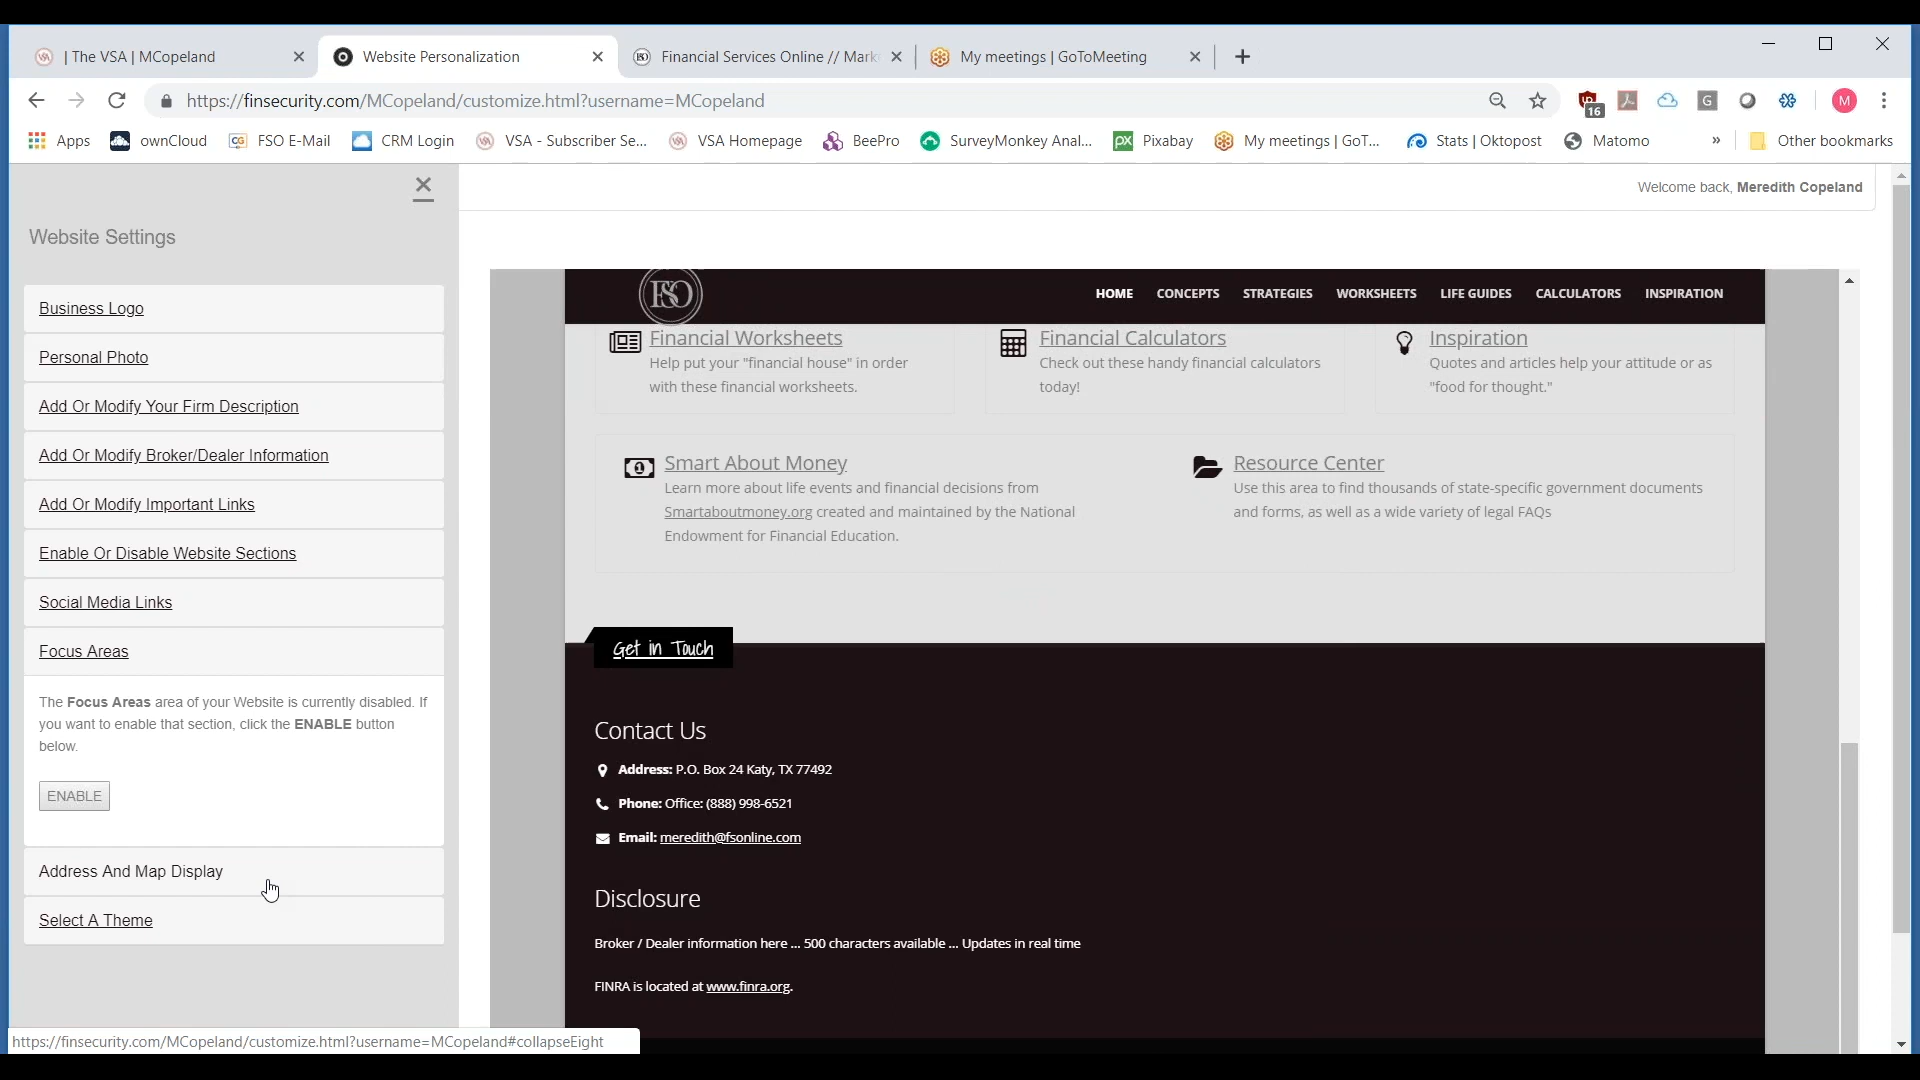 | The VSA | MCopeland
Website Personalization
Financial Services Online // Mark
My meetings | GoToMeeting
https://finsecurity.com/MCopeland/customize.html?username=MCopeland
16
G
M
Apps
ownCloud
CG
FSO E-Mail
CRM Login
VSA - Subscriber Se...
VSA Homepage
BeePro
SurveyMonkey Anal...
px
Pixabay
My meetings | GoT...
Stats | Oktopost
Matomo
»
Other bookmarks
Welcome back, Meredith Copeland
Website Settings
Business Logo
Personal Photo
Add Or Modify Your Firm Description
Add Or Modify Broker/Dealer Information
Add Or Modify Important Links
Enable Or Disable Website Sections
Social Media Links
Focus Areas
The Focus Areas area of your Website is currently disabled. If
you want to enable that section, click the ENABLE button
below.
ENABLE
Address And Map Display
Select A Theme
FSO
HOME CONCEPTS STRATEGIES WORKSHEETS LIFE GUIDES CALCULATORS INSPIRATION
Financial Worksheets
Help put your "financial house" in order
with these financial worksheets.
Financial Calculators
Check out these handy financial calculators
today!
Inspiration
Quotes and articles help your attitude or as
"food for thought."
Smart About Money
Learn more about life events and financial decisions from
Smartaboutmoney.org created and maintained by the National
Endowment for Financial Education.
Resource Center
Use this area to find thousands of state-specific government documents
and forms, as well as a wide variety of legal FAQs
Get in Touch
Contact Us
Address: P.O. Box 24 Katy, TX 77492
Phone: Office: (888) 998-6521
Email: meredith@fsonline.com
Disclosure
Broker / Dealer information here ... 500 characters available ... Updates in real time
FINRA is located at www.finra.org.
https://finsecurity.com/MCopeland/customize.html?username=MCopeland#collapseEight